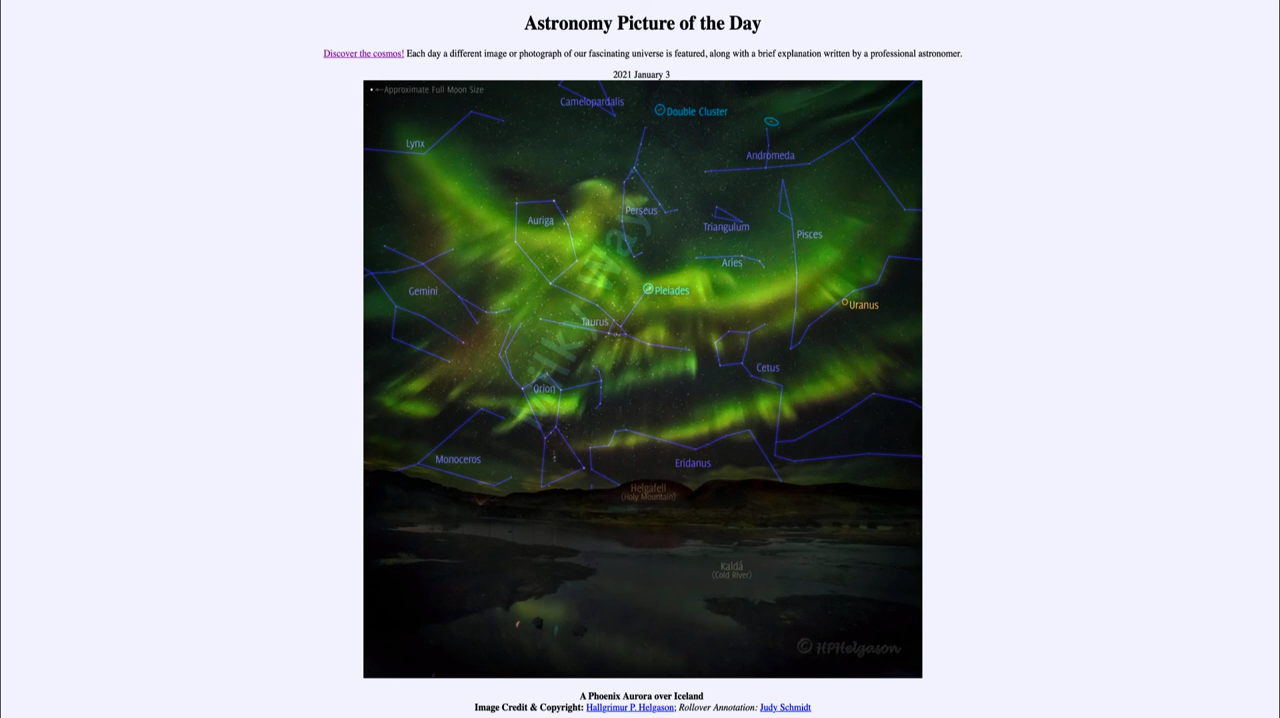 Astronomy Picture of the Day
Discover the cosmos! Each day a different image or photograph of our fascinating universe is featured, along with a brief explanation written by a professional astronomer.
2021 January 3
Approximate Full Moon Size
Camelopardalis
Double Cluster
Lynx
Andromeda
Auriga
Perseus
Triangulum
Pisces
Milky Way
Aries
Gemini
Pleiades
Uranus
Taurus
Cetus
Orion
Monoceros
Eridanus
Helgafell
(Holy Mountain)
Kaldá
(Cold River)
© HPHelgason
A Phoenix Aurora over Iceland
Image Credit & Copyright: Hallgrimur P. Helgason; Rollover Annotation: Judy Schmidt